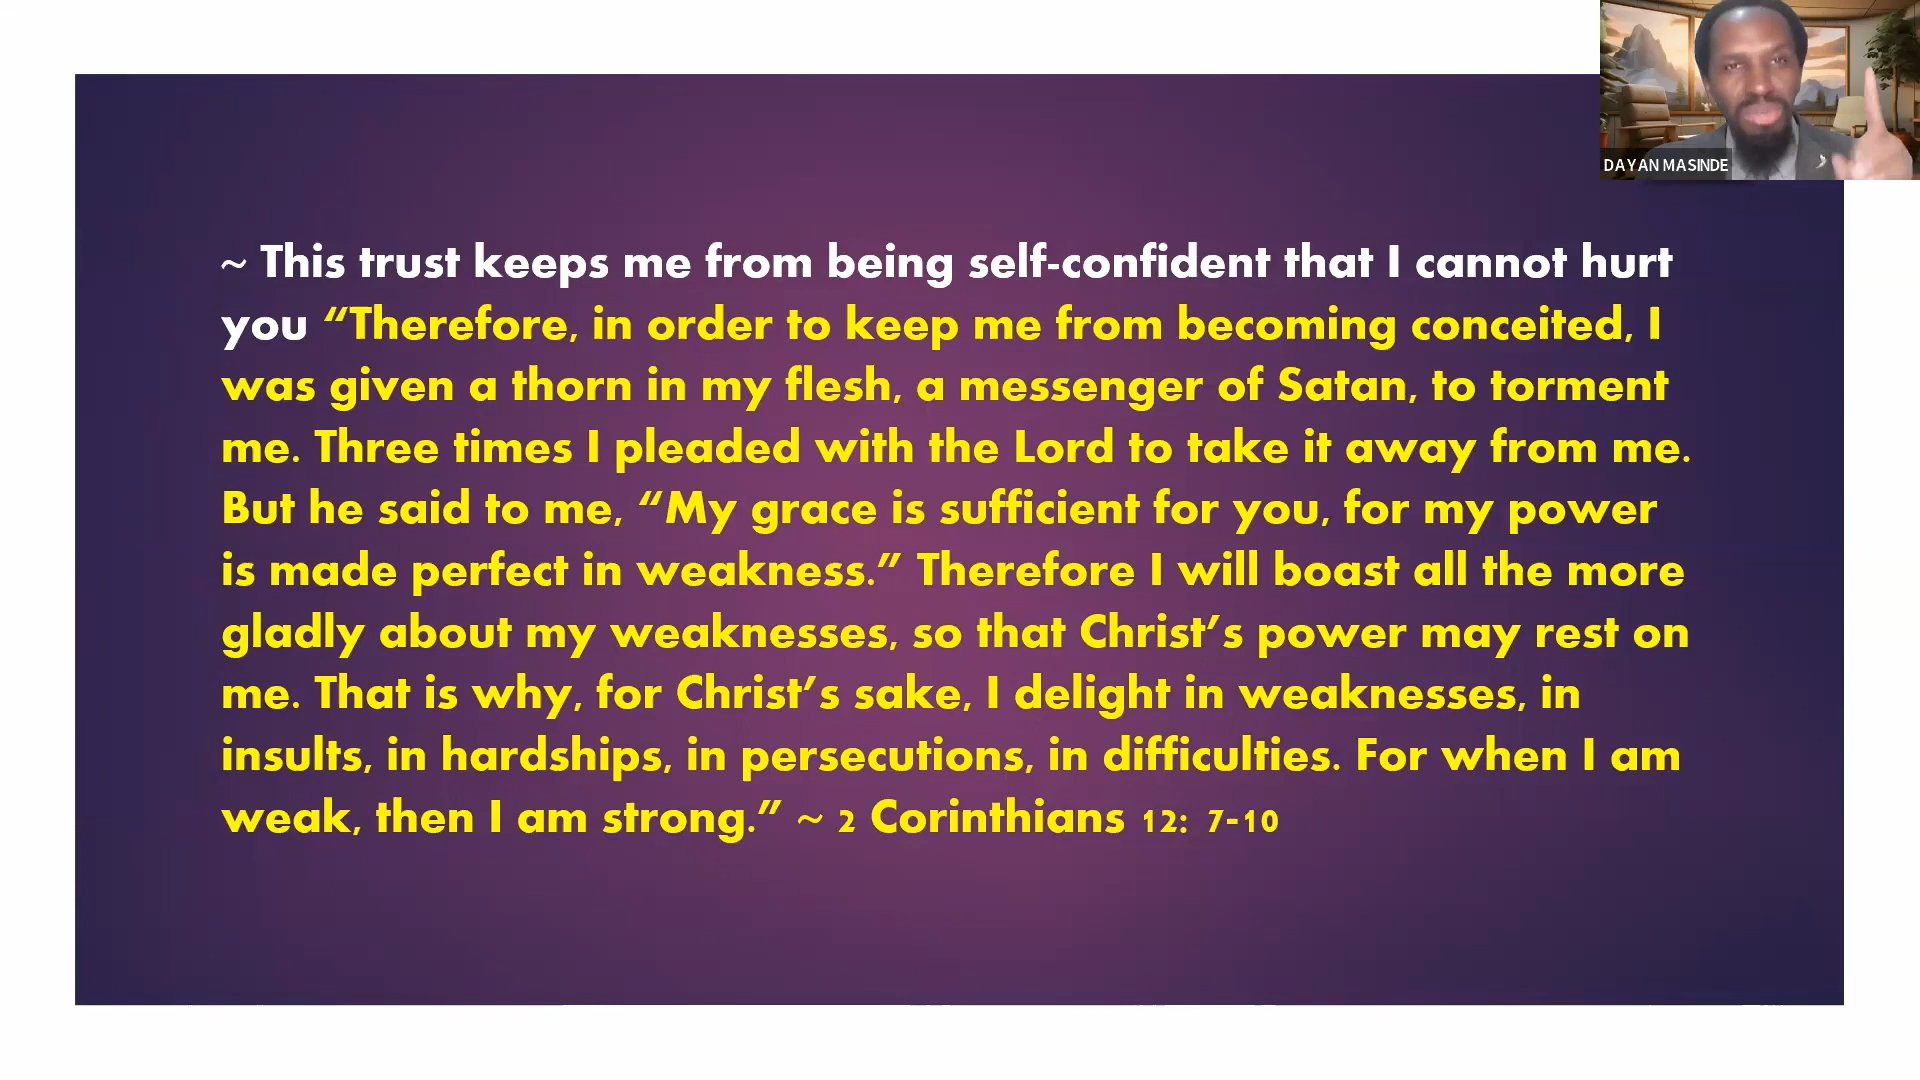 DAYAN MASINDE
~ This trust keeps me from being self-confident that I cannot hurt
you “Therefore, in order to keep me from becoming conceited, I
was given a thorn in my flesh, a messenger of Satan, to torment
me. Three times I pleaded with the Lord to take it away from me.
But he said to me, “My grace is sufficient for you, for my power
is made perfect in weakness.” Therefore I will boast all the more
gladly about my weaknesses, so that Christ’s power may rest on
me. That is why, for Christ’s sake, I delight in weaknesses, in
insults, in hardships, in persecutions, in difficulties. For when I am
weak, then I am strong.” ~ 2 Corinthians 12: 7-10